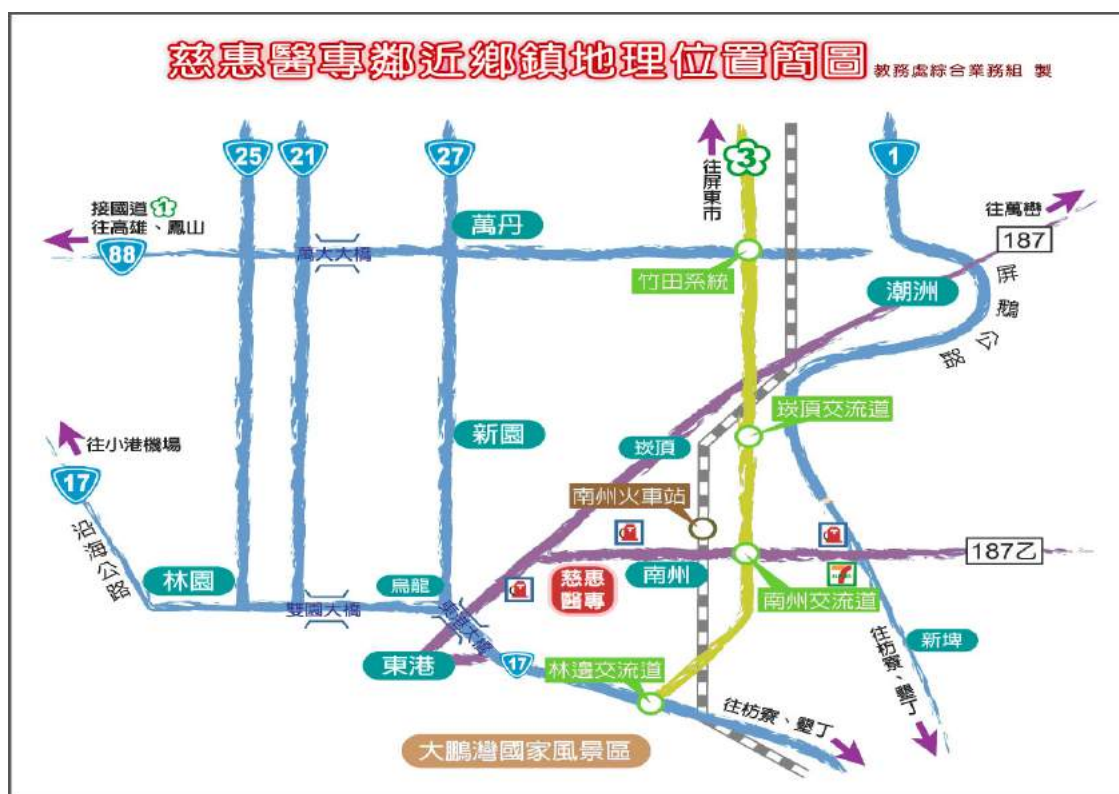 慈惠醫專鄰近鄉鎮地理位置簡圖
教務處綜合業務組 製
25
21
27
3
1
往屏東市
接國道1
往高雄、鳳山
88
萬大大橋
萬丹
竹田系統
往萬巒
187
潮洲
屏鵝公路
往小港機場
17
沿海公路
新園
崁頂
崁頂交流道
南州火車站
187乙
慈惠
醫專
南州
7
南州交流道
林園
雙園大橋
烏龍
東港大橋
東港
17
林邊交流道
新埤
往枋寮、墾丁
往枋寮、墾丁
大鵬灣國家風景區